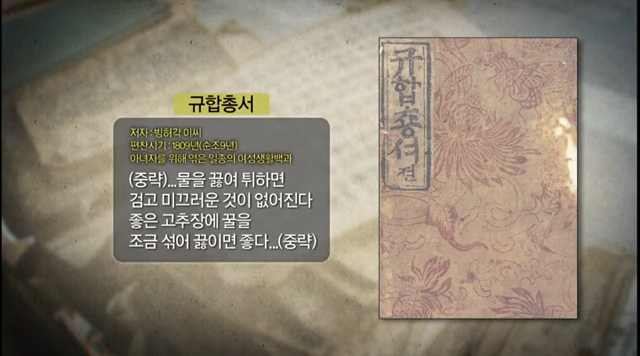 규합총서
저자 : 빙허각 이씨
편찬시기 : 1809년(순조9년)
아녀자를 위해 엮은 일종의 여성생활백과
(중략)...물을 끓여 튀하면
검고 미끄러운 것이 없어진다
좋은 고추장에 꿀을
조금 섞어 끓이면 좋다...(중략)
규합총셔